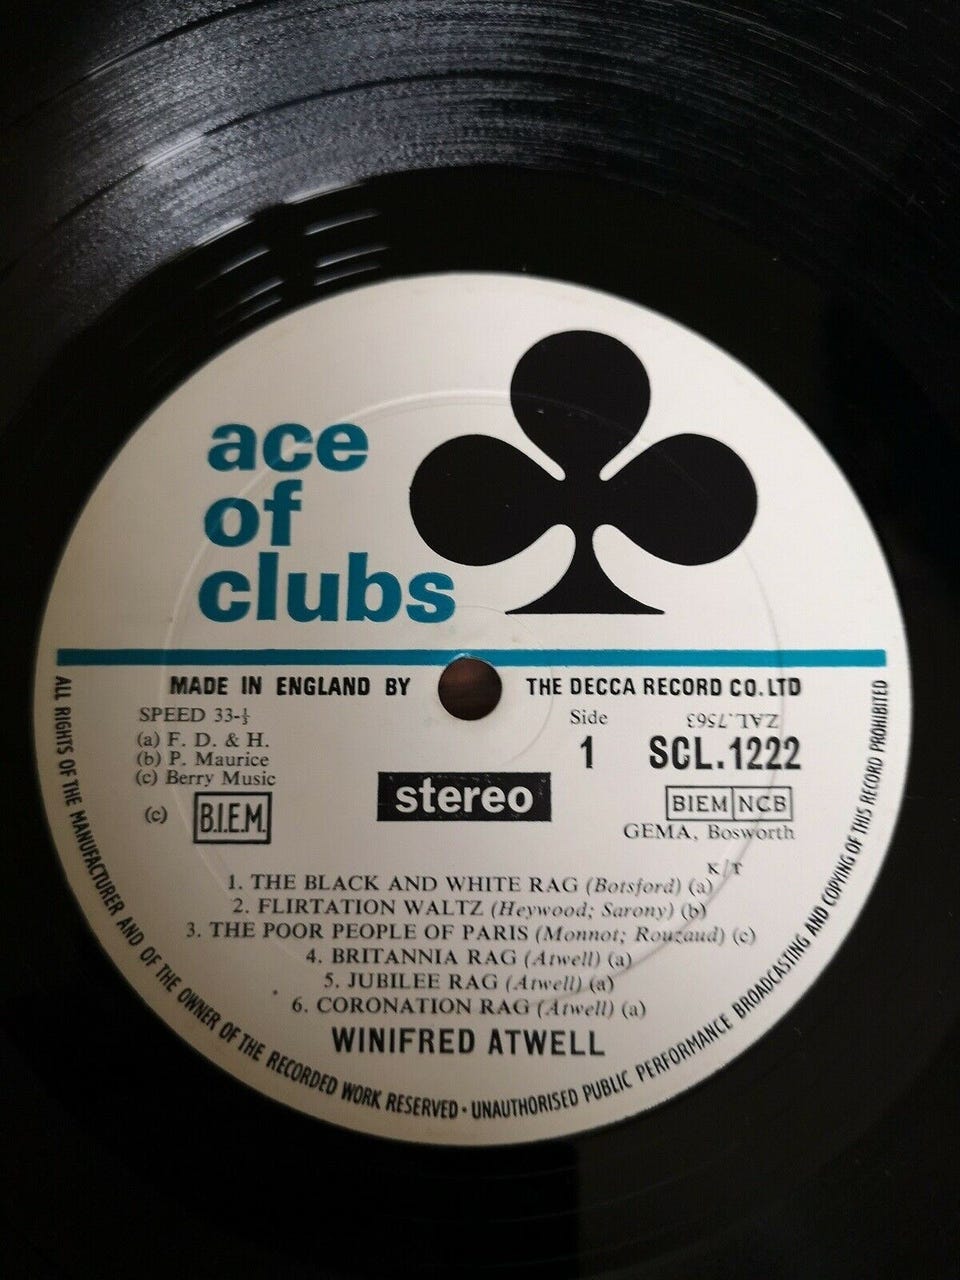 ace
of
clubs
MADE IN ENGLAND BY THE DECCA RECORD CO. LTD
SPEED 33-⅓
(a) F. D. & H.
(b) P. Maurice
(c) Berry Music
(c) B.I.E.M.
stereo
Side
1
ZAL.7563
SCL.1222
BIEM NCB
GEMA, Bosworth
K/T
1. THE BLACK AND WHITE RAG (Botsford) (a)
2. FLIRTATION WALTZ (Heywood; Sarony) (b)
3. THE POOR PEOPLE OF PARIS (Monnot; Rouzaud) (c)
4. BRITANNIA RAG (Atwell) (a)
5. JUBILEE RAG (Atwell) (a)
6. CORONATION RAG (Atwell) (a)
WINIFRED ATWELL
ALL RIGHTS OF THE MANUFACTURER AND OF THE OWNER OF THE RECORDED WORK RESERVED · UNAUTHORISED PUBLIC PERFORMANCE BROADCASTING AND COPYING OF THIS RECORD PROHIBITED